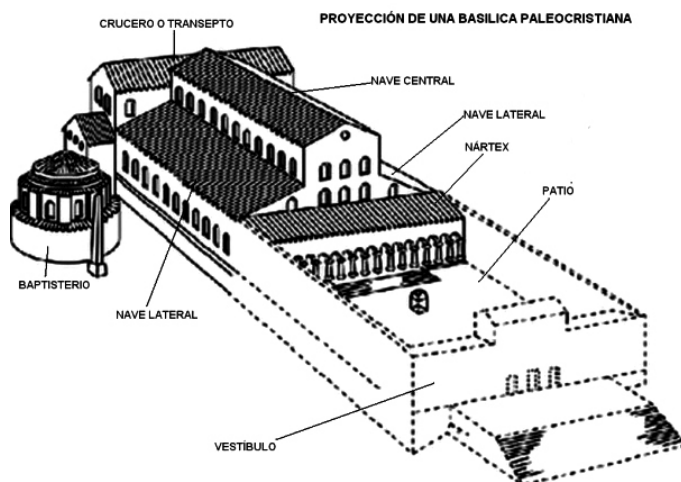 CRUCERO O TRANSEPTO
PROYECCIÓN DE UNA BASILICA PALEOCRISTIANA
NAVE CENTRAL
NAVE LATERAL
NÁRTEX
PATIO
BAPTISTERIO
NAVE LATERAL
VESTÍBULO